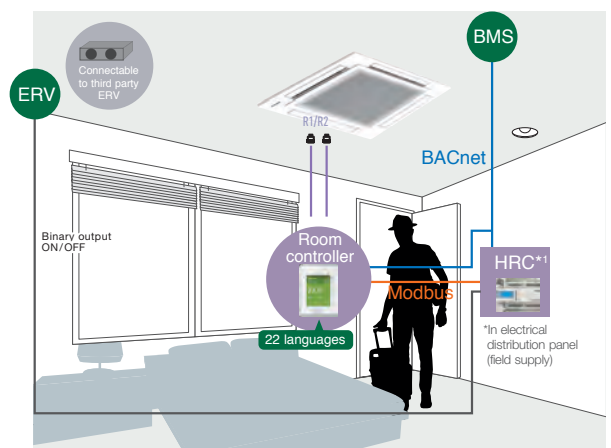 BMS
Connectable
to third party
ERV
ERV
R1/R2
BACnet
Binary output
ON/OFF
Room
controller
HRC*1
Modbus
22 languages
*In electrical
distribution panel
(field supply)